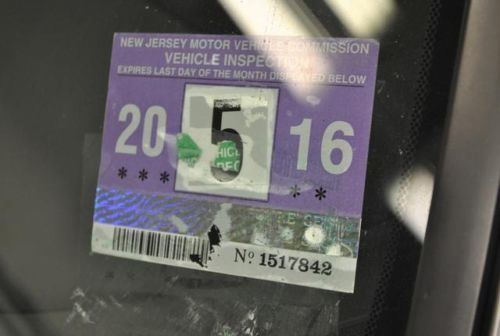 NEW JERSEY MOTOR VEHICLE COMMISSION
VEHICLE INSPECTION
EXPIRES LAST DAY OF THE MONTH DISPLAYED BELOW
20 5 16
*** **
Nº 1517842